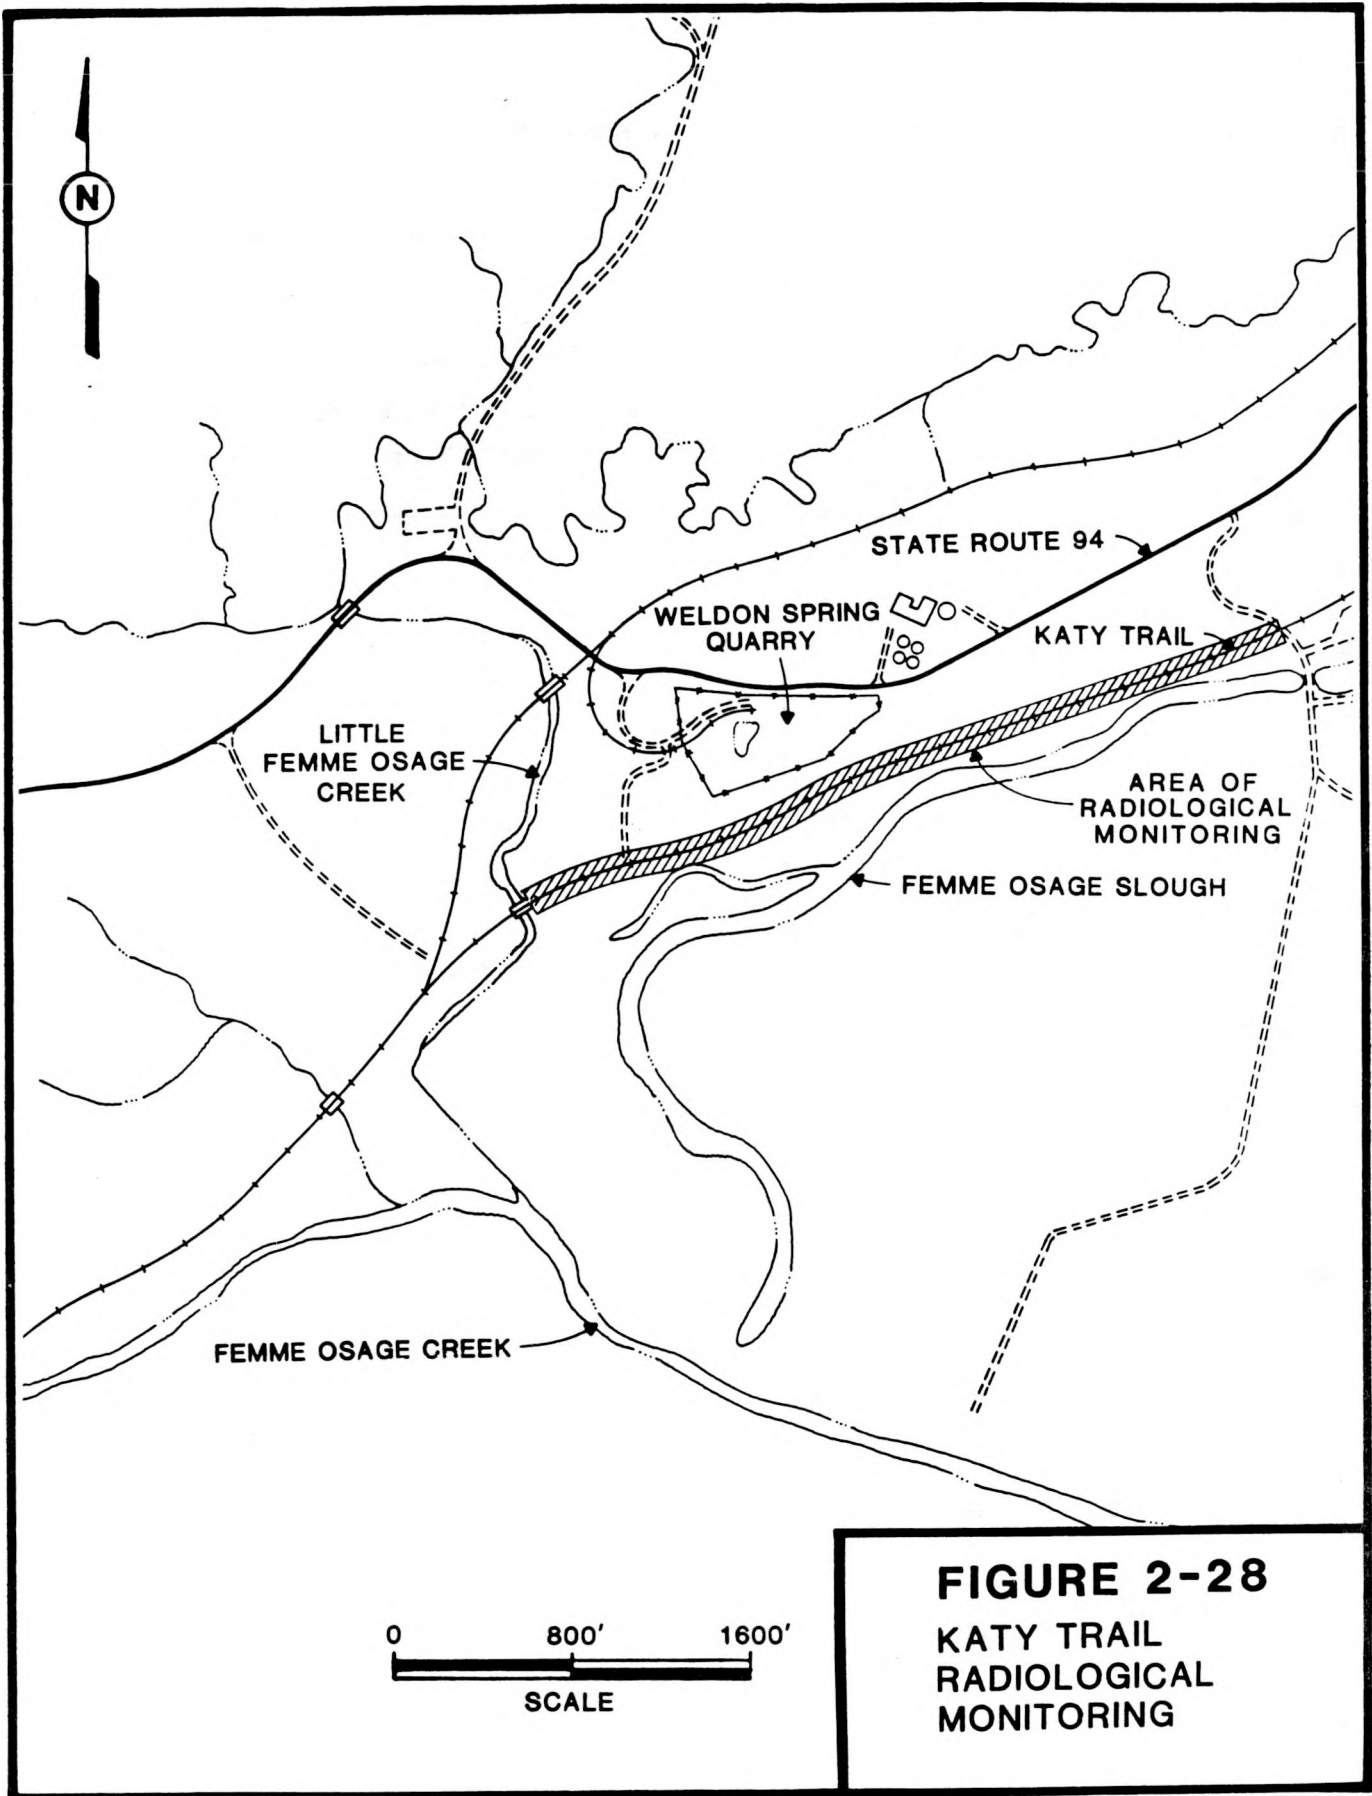 N
STATE ROUTE 94
WELDON SPRING
QUARRY
KATY TRAIL
LITTLE
FEMME OSAGE
CREEK
AREA OF
RADIOLOGICAL
MONITORING
FEMME OSAGE SLOUGH
FEMME OSAGE CREEK
0 800' 1600'
SCALE
FIGURE 2-28
KATY TRAIL
RADIOLOGICAL
MONITORING